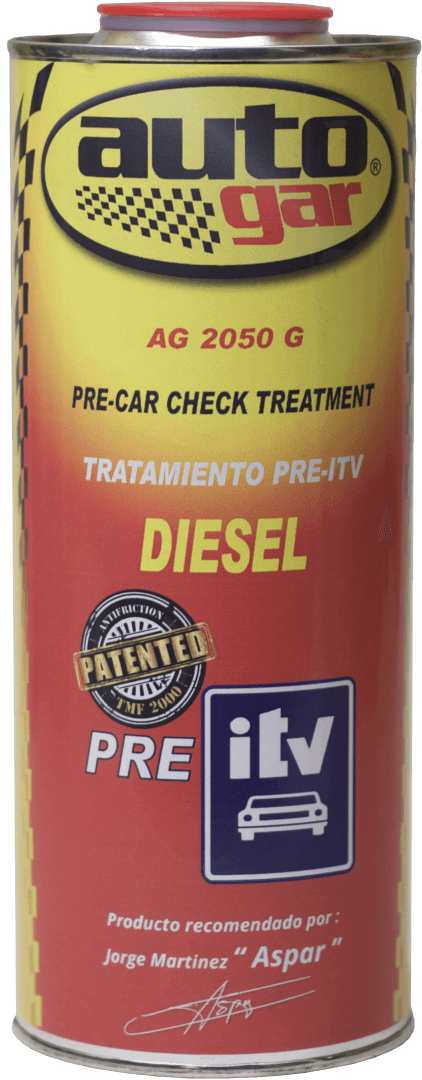 auto
gar®
AG 2050 G
PRE-CAR CHECK TREATMENT
TRATAMIENTO PRE-ITV
DIESEL
ANTIFRICTION
PATENTED
TMF 2000
PRE
itv
Producto recomendado por :
Jorge Martinez “ Aspar ”
Aspar